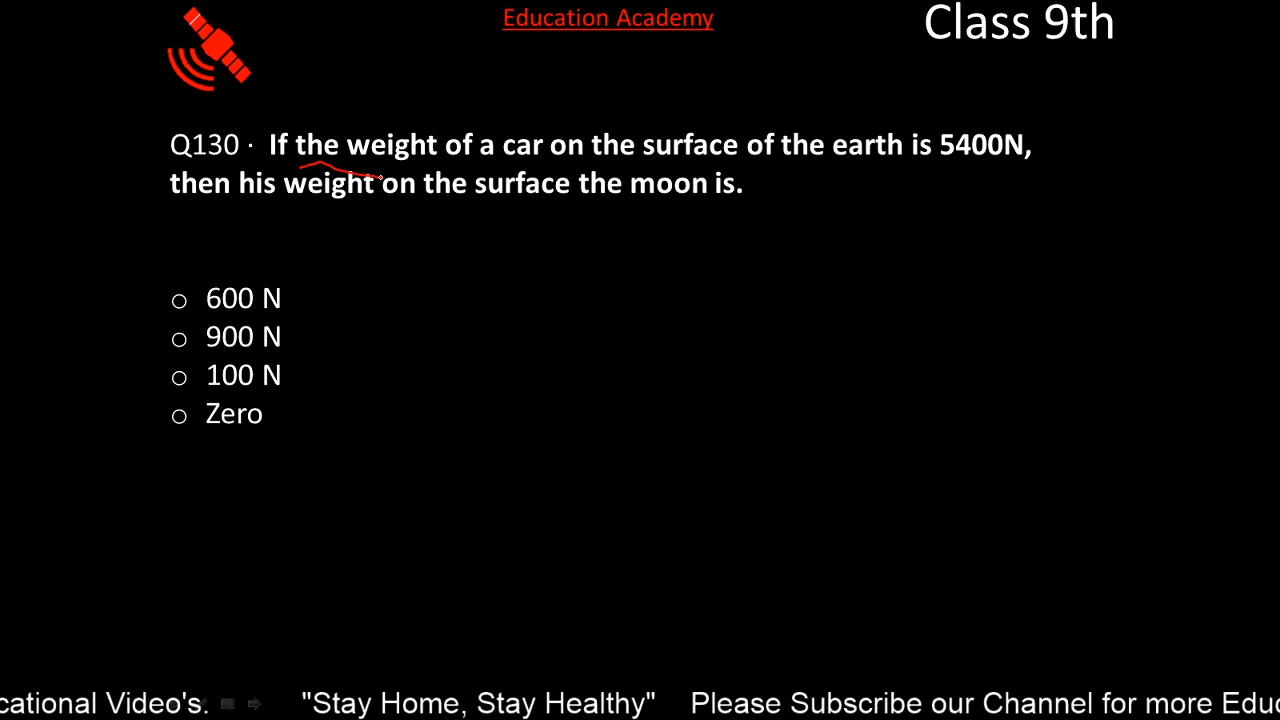 Education Academy
Class 9th
Q130 · If the weight of a car on the surface of the earth is 5400N,
then his weight on the surface the moon is.
○ 600 N
○ 900 N
○ 100 N
○ Zero
cational Video's. "Stay Home, Stay Healthy" Please Subscribe our Channel for more Educ